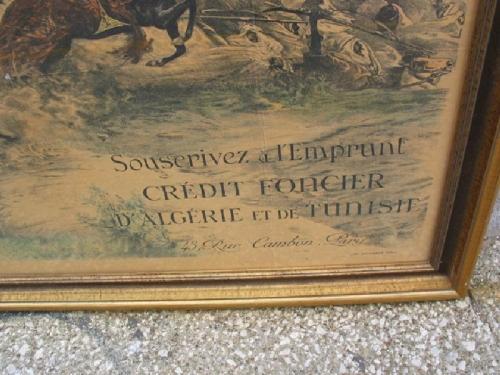 Souscrivez à l'Emprunt
CRÉDIT FONCIER
D'ALGÉRIE ET DE TUNISIE
43, Rue Cambon. Paris